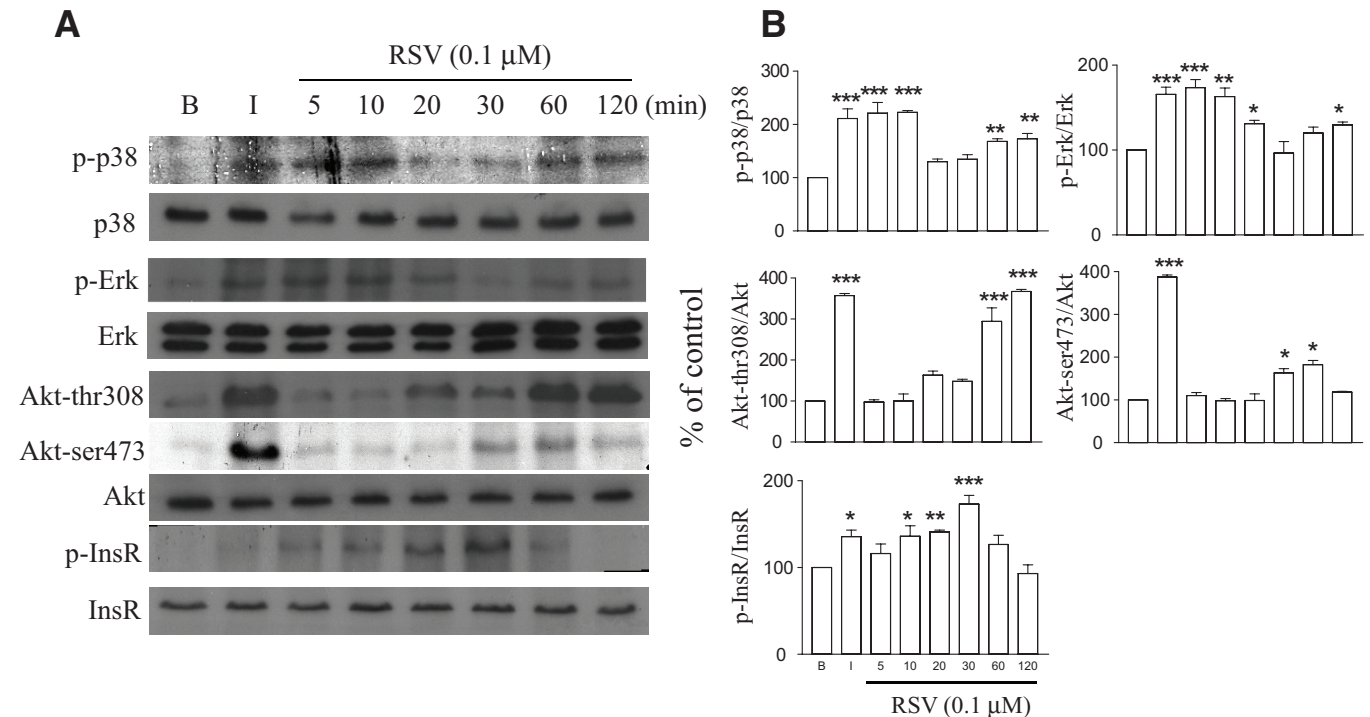 A
RSV (0.1 µM)
B I 5 10 20 30 60 120 (min)
p-p38
p38
p-Erk
Erk
Akt-thr308
Akt-ser473
Akt
p-InsR
InsR
B
% of control
p-p38/p38
300
200
100
0
*** *** *** ** **
p-Erk/Erk
200
100
0
*** *** ** * *
Akt-thr308/Akt
400
300
200
100
0
*** *** ***
Akt-ser473/Akt
400
300
200
100
0
*** * *
p-InsR/InsR
200
100
0
* * ** ***
B I 5 10 20 30 60 120
RSV (0.1 µM)